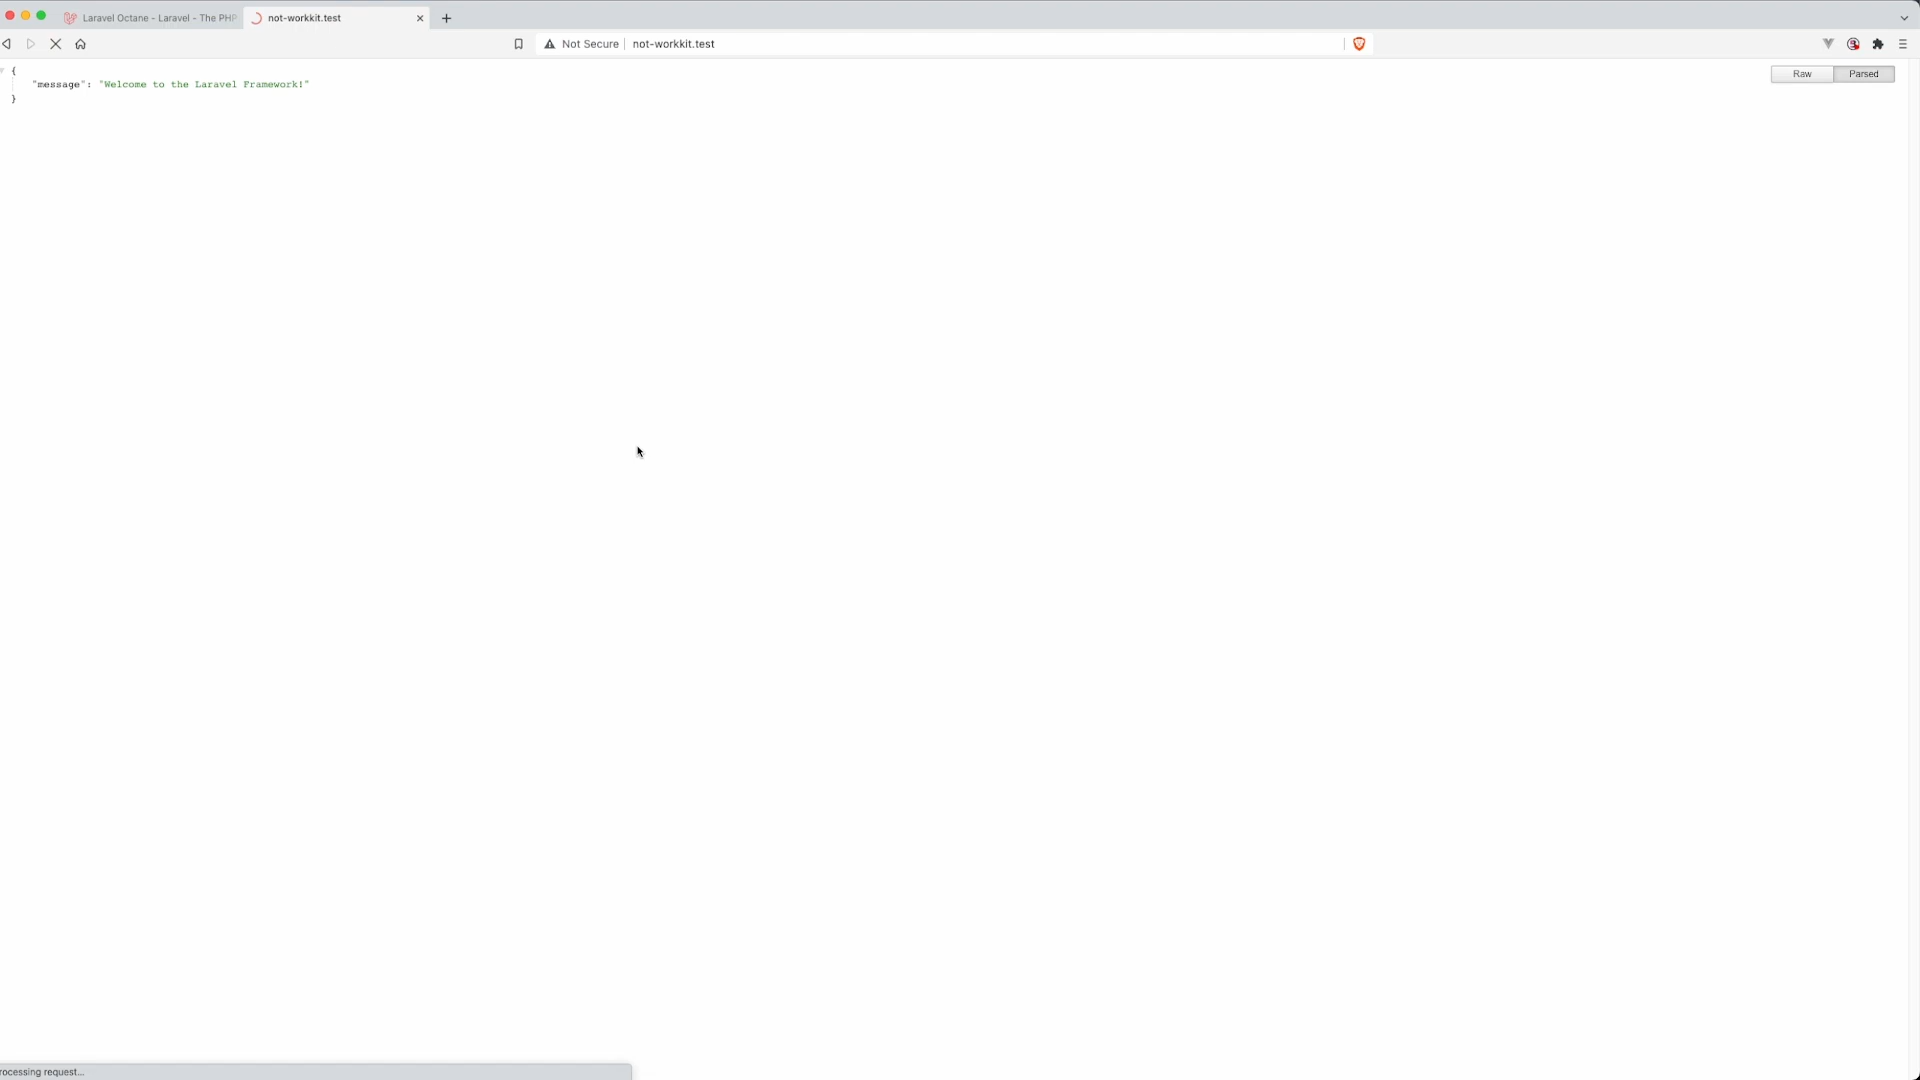 Laravel Octane - Laravel - The PHP
not-workkit.test
Not Secure
not-workkit.test
{
"message": "Welcome to the Laravel Framework!"
}
Raw
Parsed
rocessing request...